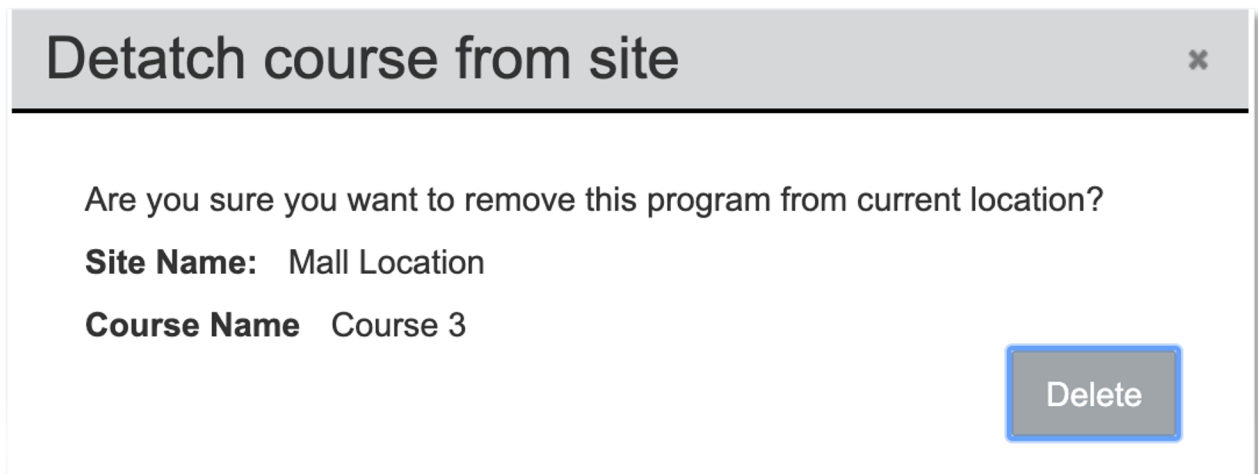 Detatch course from site
Are you sure you want to remove this program from current location?
Site Name: Mall Location
Course Name Course 3
Delete